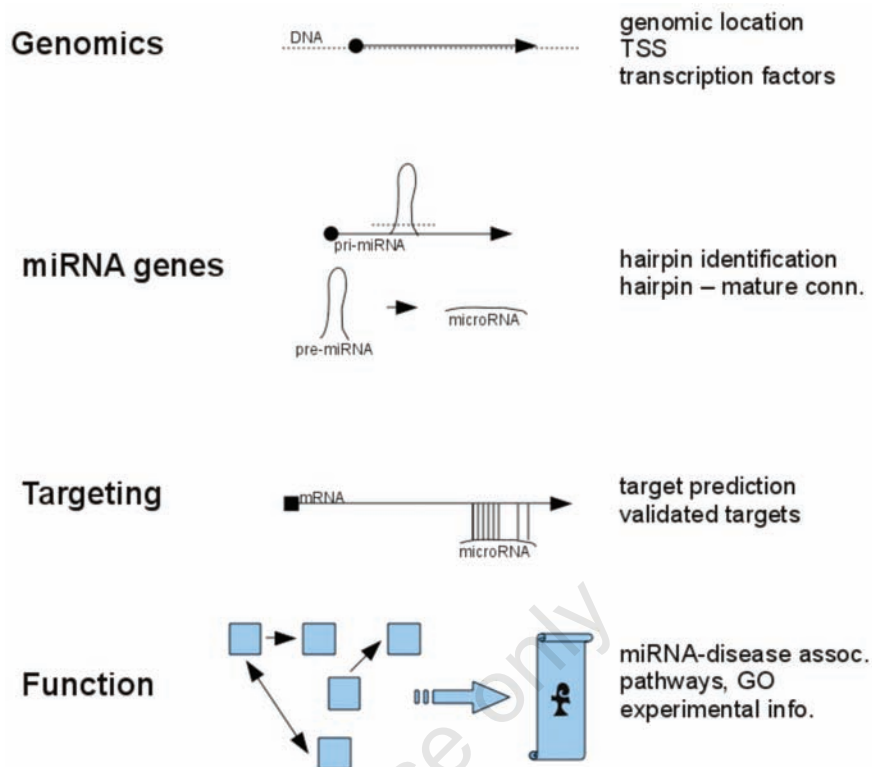 Genomics
DNA
genomic location
TSS
transcription factors
miRNA genes
pri-miRNA
pre-miRNA
microRNA
hairpin identification
hairpin – mature conn.
Targeting
mRNA
microRNA
target prediction
validated targets
Function
f
miRNA-disease assoc.
pathways, GO
experimental info.
only